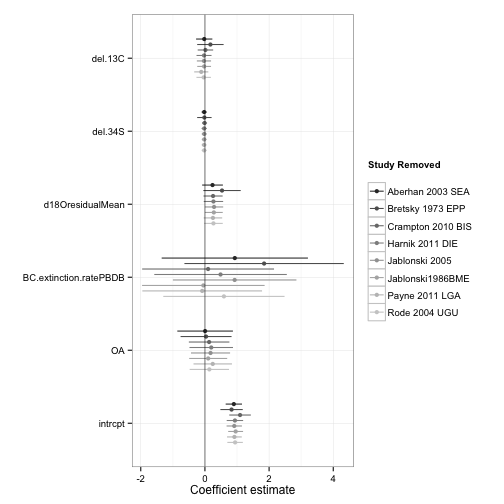 del.13C
del.34S
d18OresidualMean
BC.extinction.ratePBDB
OA
intrcpt
-2 0 2 4
Coefficient estimate
Study Removed
Aberhan 2003 SEA
Bretsky 1973 EPP
Crampton 2010 BIS
Harnik 2011 DIE
Jablonski 2005
Jablonski1986BME
Payne 2011 LGA
Rode 2004 UGU